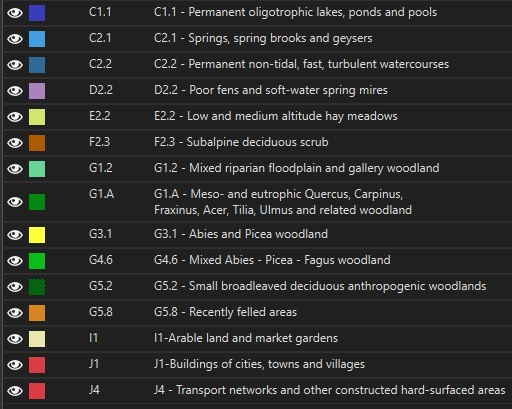 C1.1 C1.1 - Permanent oligotrophic lakes, ponds and pools
C2.1 C2.1 - Springs, spring brooks and geysers
C2.2 C2.2 - Permanent non-tidal, fast, turbulent watercourses
D2.2 D2.2 - Poor fens and soft-water spring mires
E2.2 E2.2 - Low and medium altitude hay meadows
F2.3 F2.3 - Subalpine deciduous scrub
G1.2 G1.2 - Mixed riparian floodplain and gallery woodland
G1.A G1.A - Meso- and eutrophic Quercus, Carpinus,
Fraxinus, Acer, Tilia, Ulmus and related woodland
G3.1 G3.1 - Abies and Picea woodland
G4.6 G4.6 - Mixed Abies - Picea - Fagus woodland
G5.2 G5.2 - Small broadleaved deciduous anthropogenic woodlands
G5.8 G5.8 - Recently felled areas
I1 I1-Arable land and market gardens
J1 J1-Buildings of cities, towns and villages
J4 J4 - Transport networks and other constructed hard-surfaced areas